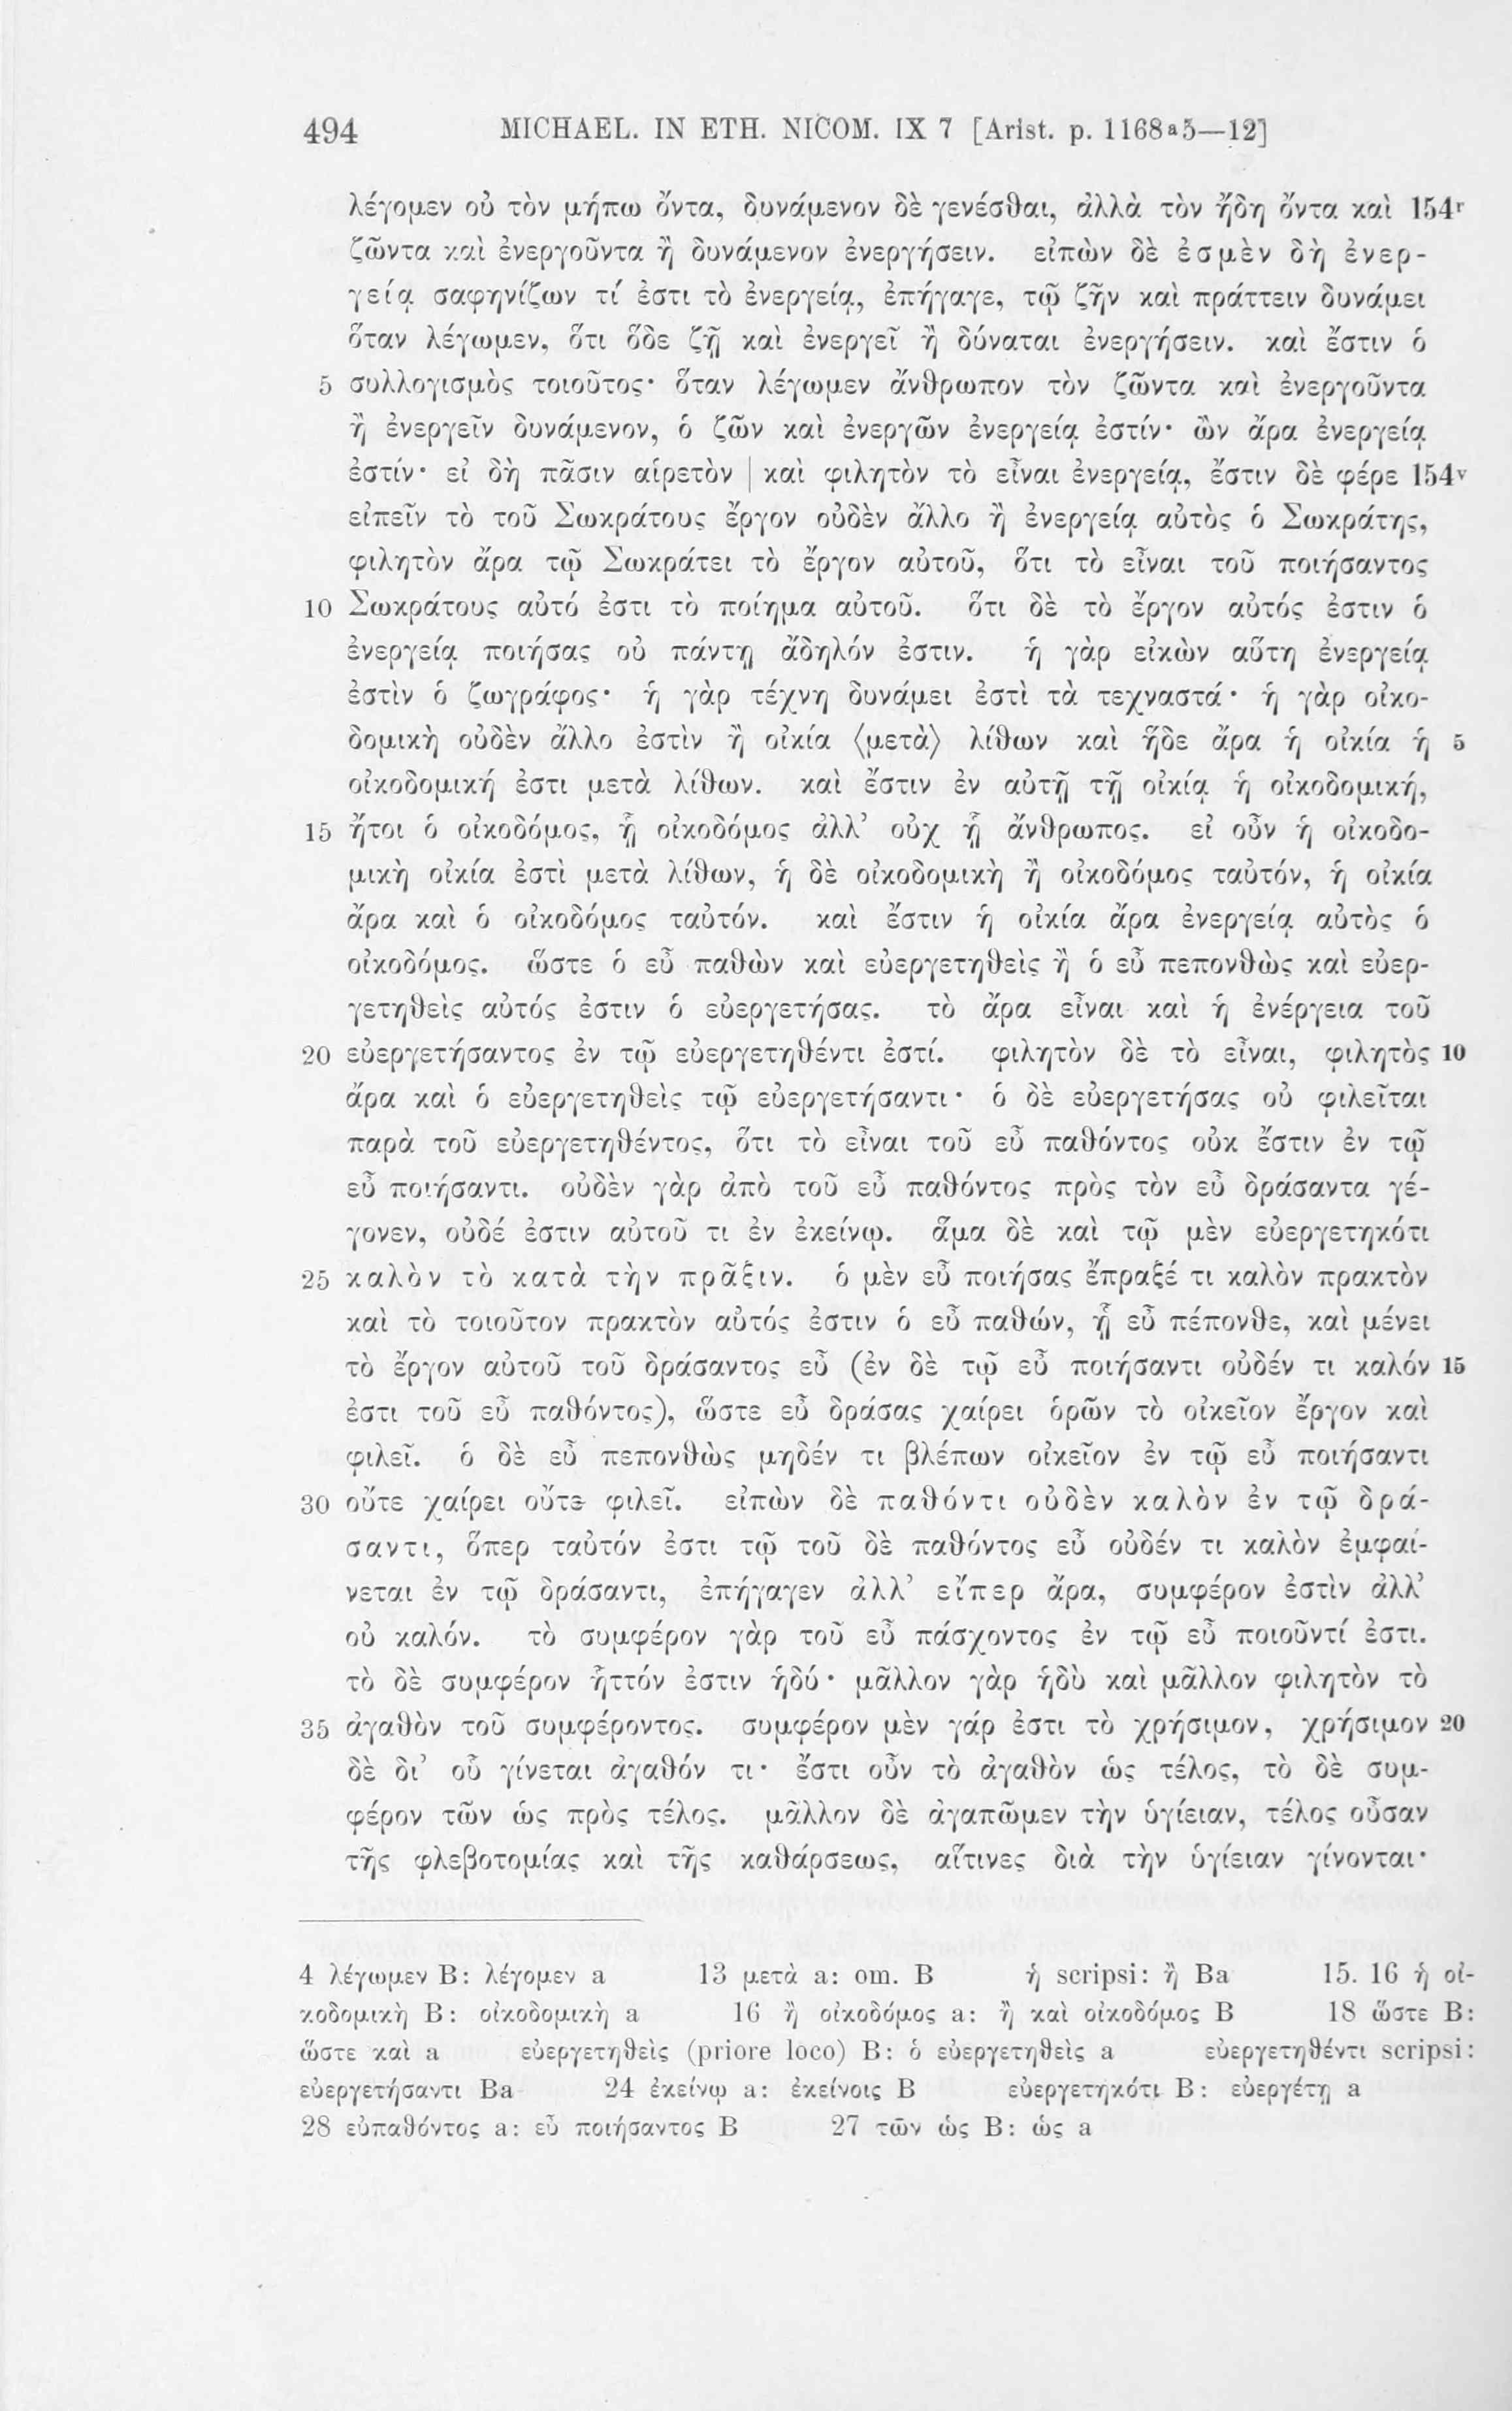 494 MICHAEL. IN ETH. NICOM. IX 7 [Arist. p. 1168a5—12]
λέγομεν οὐ τὸν μήπω ὄντα, δυνάμενον δὲ γενέσθαι, ἀλλὰ τὸν ἤδη ὄντα καὶ 154r
ζῶντα καὶ ἐνεργοῦντα ἢ δυνάμενον ἐνεργήσειν. εἰπὼν δὲ ἐσμὲν δὴ ἐνερ-
γείᾳ σαφηνίζων τί ἐστι τὸ ἐνεργείᾳ, ἐπήγαγε, τῷ ζῆν καὶ πράττειν δυνάμει
ὅταν λέγωμεν, ὅτι ὅδε ζῇ καὶ ἐνεργεῖ ἢ δύναται ἐνεργήσειν. καὶ ἔστιν ὁ
5 συλλογισμὸς τοιοῦτος· ὅταν λέγωμεν ἄνθρωπον τὸν ζῶντα καὶ ἐνεργοῦντα
ἢ ἐνεργεῖν δυνάμενον, ὁ ζῶν καὶ ἐνεργῶν ἐνεργείᾳ ἐστίν· ὢν ἄρα ἐνεργείᾳ
ἐστίν· εἰ δὴ πᾶσιν αἱρετὸν | καὶ φιλητὸν τὸ εἶναι ἐνεργείᾳ, ἔστιν δὲ φέρε 154v
εἰπεῖν τὸ τοῦ Σωκράτους ἔργον οὐδὲν ἄλλο ἢ ἐνεργείᾳ αὐτὸς ὁ Σωκράτης,
φιλητὸν ἄρα τῷ Σωκράτει τὸ ἔργον αὐτοῦ, ὅτι τὸ εἶναι τοῦ ποιήσαντος
10 Σωκράτους αὐτό ἐστι τὸ ποίημα αὐτοῦ. ὅτι δὲ τὸ ἔργον αὐτός ἐστιν ὁ
ἐνεργείᾳ ποιήσας οὐ πάντῃ ἄδηλόν ἐστιν. ἡ γὰρ εἰκὼν αὕτη ἐνεργείᾳ
ἐστὶν ὁ ζωγράφος· ἡ γὰρ τέχνη δυνάμει ἐστὶ τὰ τεχναστά· ἡ γὰρ οἰκο-
δομικὴ οὐδὲν ἄλλο ἐστὶν ἢ οἰκία ⟨μετὰ⟩ λίθων καὶ ἥδε ἄρα ἡ οἰκία ἡ 5
οἰκοδομική ἐστι μετὰ λίθων. καὶ ἔστιν ἐν αὐτῇ τῇ οἰκίᾳ ἡ οἰκοδομική,
15 ἤτοι ὁ οἰκοδόμος, ᾗ οἰκοδόμος ἀλλ’ οὐχ ᾗ ἄνθρωπος. εἰ οὖν ἡ οἰκοδο-
μικὴ οἰκία ἐστὶ μετὰ λίθων, ἡ δὲ οἰκοδομικὴ ἢ οἰκοδόμος ταὐτόν, ἡ οἰκία
ἄρα καὶ ὁ οἰκοδόμος ταὐτόν. καὶ ἔστιν ἡ οἰκία ἄρα ἐνεργείᾳ αὐτὸς ὁ
οἰκοδόμος. ὥστε ὁ εὖ παθὼν καὶ εὐεργετηθεὶς ἢ ὁ εὖ πεπονθὼς καὶ εὐερ-
γετηθεὶς αὐτός ἐστιν ὁ εὐεργετήσας. τὸ ἄρα εἶναι καὶ ἡ ἐνέργεια τοῦ
20 εὐεργετήσαντος ἐν τῷ εὐεργετηθέντι ἐστί. φιλητὸν δὲ τὸ εἶναι, φιλητὸς 10
ἄρα καὶ ὁ εὐεργετηθεὶς τῷ εὐεργετήσαντι· ὁ δὲ εὐεργετήσας οὐ φιλεῖται
παρὰ τοῦ εὐεργετηθέντος, ὅτι τὸ εἶναι τοῦ εὖ παθόντος οὐκ ἔστιν ἐν τῷ
εὖ ποιήσαντι. οὐδὲν γὰρ ἀπὸ τοῦ εὖ παθόντος πρὸς τὸν εὖ δράσαντα γέ-
γονεν, οὐδέ ἐστιν αὐτοῦ τι ἐν ἐκείνῳ. ἅμα δὲ καὶ τῷ μὲν εὐεργετηκότι
25 καλὸν τὸ κατὰ τὴν πρᾶξιν. ὁ μὲν εὖ ποιήσας ἔπραξέ τι καλὸν πρακτὸν
καὶ τὸ τοιοῦτον πρακτὸν αὐτός ἐστιν ὁ εὖ παθών, ᾗ εὖ πέπονθε, καὶ μένει
τὸ ἔργον αὐτοῦ τοῦ δράσαντος εὖ (ἐν δὲ τῷ εὖ ποιήσαντι οὐδέν τι καλόν 15
ἐστι τοῦ εὖ παθόντος), ὥστε εὖ δράσας χαίρει ὁρῶν τὸ οἰκεῖον ἔργον καὶ
φιλεῖ. ὁ δὲ εὖ πεπονθὼς μηδέν τι βλέπων οἰκεῖον ἐν τῷ εὖ ποιήσαντι
30 οὔτε χαίρει οὔτε φιλεῖ. εἰπὼν δὲ παθόντι οὐδὲν καλὸν ἐν τῷ δρά-
σαντι, ὅπερ ταὐτόν ἐστι τῷ τοῦ δὲ παθόντος εὖ οὐδέν τι καλὸν ἐμφαί-
νεται ἐν τῷ δράσαντι, ἐπήγαγεν ἀλλ’ εἴπερ ἄρα, συμφέρον ἐστὶν ἀλλ’
οὐ καλόν. τὸ συμφέρον γὰρ τοῦ εὖ πάσχοντος ἐν τῷ εὖ ποιοῦντί ἐστι.
τὸ δὲ συμφέρον ἧττόν ἐστιν ἡδύ· μᾶλλον γὰρ ἡδὺ καὶ μᾶλλον φιλητὸν τὸ
35 ἀγαθὸν τοῦ συμφέροντος. συμφέρον μὲν γάρ ἐστι τὸ χρήσιμον, χρήσιμον 20
δὲ δι’ οὗ γίνεται ἀγαθόν τι· ἔστι οὖν τὸ ἀγαθὸν ὡς τέλος, τὸ δὲ συμ-
φέρον τῶν ὡς πρὸς τέλος. μᾶλλον δὲ ἀγαπῶμεν τὴν ὑγίειαν, τέλος οὖσαν
τῆς φλεβοτομίας καὶ τῆς καθάρσεως, αἵτινες διὰ τὴν ὑγίειαν γίνονται·
4 λέγωμεν B: λέγομεν a 13 μετὰ a: om. B ἡ scripsi: ἢ Ba 15. 16 ἡ οἰ-
κοδομικὴ B: οἰκοδομικὴ a 16 ἢ οἰκοδόμος a: ἢ καὶ οἰκοδόμος B 18 ὥστε B:
ὥστε καὶ a εὐεργετηθεὶς (priore loco) B: ὁ εὐεργετηθεὶς a εὐεργετηθέντι scripsi:
εὐεργετήσαντι Ba 24 ἐκείνῳ a: ἐκείνοις B εὐεργετηκότι B: εὐεργέτῃ a
28 εὐπαθόντος a: εὖ ποιήσαντος B 27 τῶν ὡς B: ὡς a